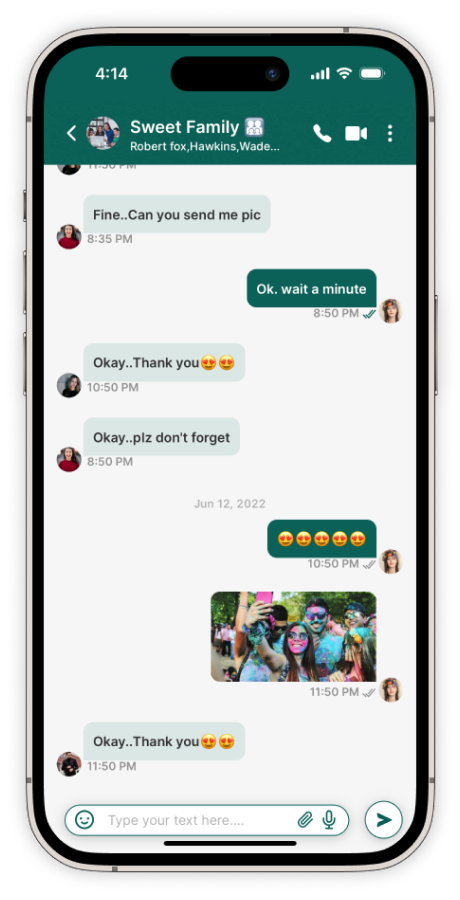 4:14
Sweet Family
Robert fox,Hawkins,Wade...
11:50 PM
Fine..Can you send me pic
8:35 PM
Ok. wait a minute
8:50 PM
Okay..Thank you😍😍
10:50 PM
Okay..plz don't forget
8:50 PM
Jun 12, 2022
😍😍😍😍😍
10:50 PM
11:50 PM
Okay..Thank you😍😍
11:50 PM
Type your text here....